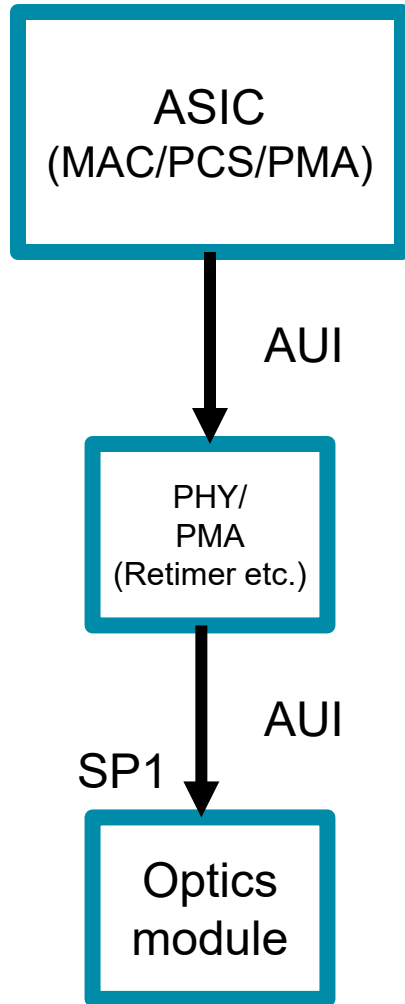 ASIC
(MAC/PCS/PMA)
AUI
PHY/
PMA
(Retimer etc.)
AUI
SP1
Optics
module